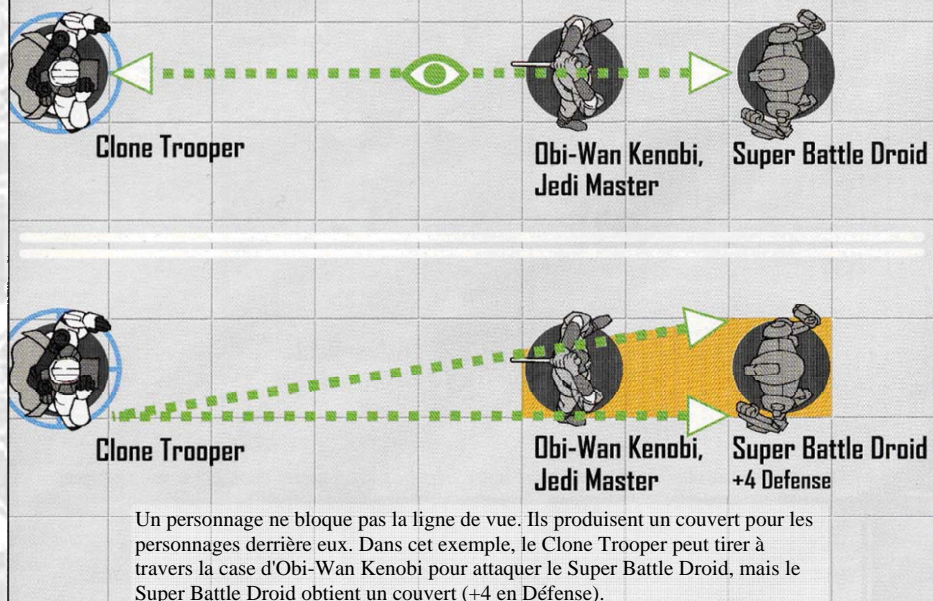 Clone Trooper
Obi-Wan Kenobi,
Jedi Master
Super Battle Droid
Clone Trooper
Obi-Wan Kenobi,
Jedi Master
Super Battle Droid
+4 Defense
Un personnage ne bloque pas la ligne de vue. Ils produisent un couvert pour les
personnages derrière eux. Dans cet exemple, le Clone Trooper peut tirer à
travers la case d'Obi-Wan Kenobi pour attaquer le Super Battle Droid, mais le
Super Battle Droid obtient un couvert (+4 en Défense).